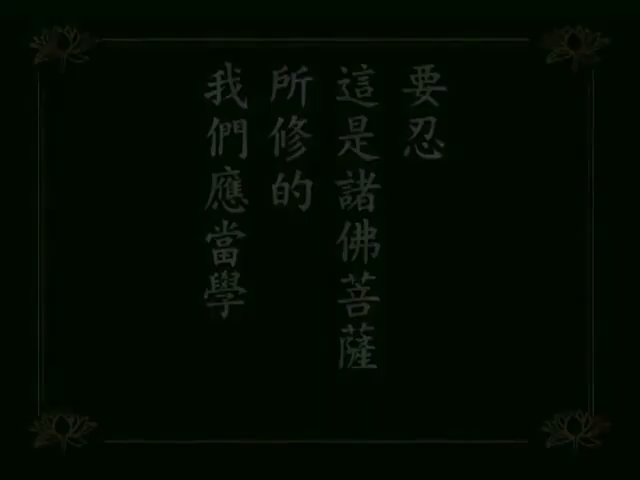 要忍
這是諸佛菩薩
所修的
我們應當學